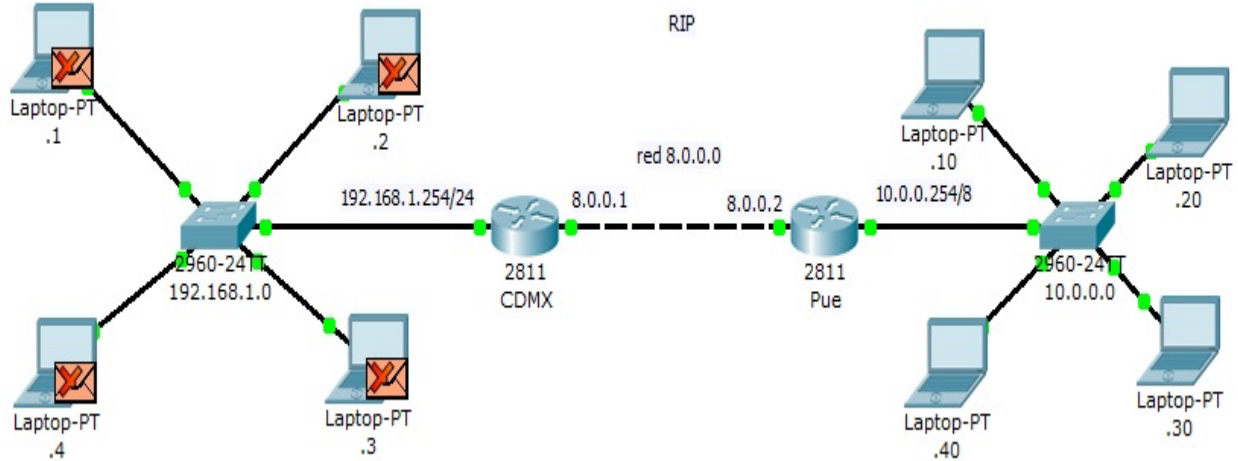 RIP
Laptop-PT
.1
Laptop-PT
.2
Laptop-PT
.10
Laptop-PT
.20
red 8.0.0.0
192.168.1.254/24
8.0.0.1
8.0.0.2
10.0.0.254/8
2960-24TT
192.168.1.0
2811
CDMX
2811
Pue
2960-24TT
10.0.0.0
Laptop-PT
.4
Laptop-PT
.3
Laptop-PT
.40
Laptop-PT
.30